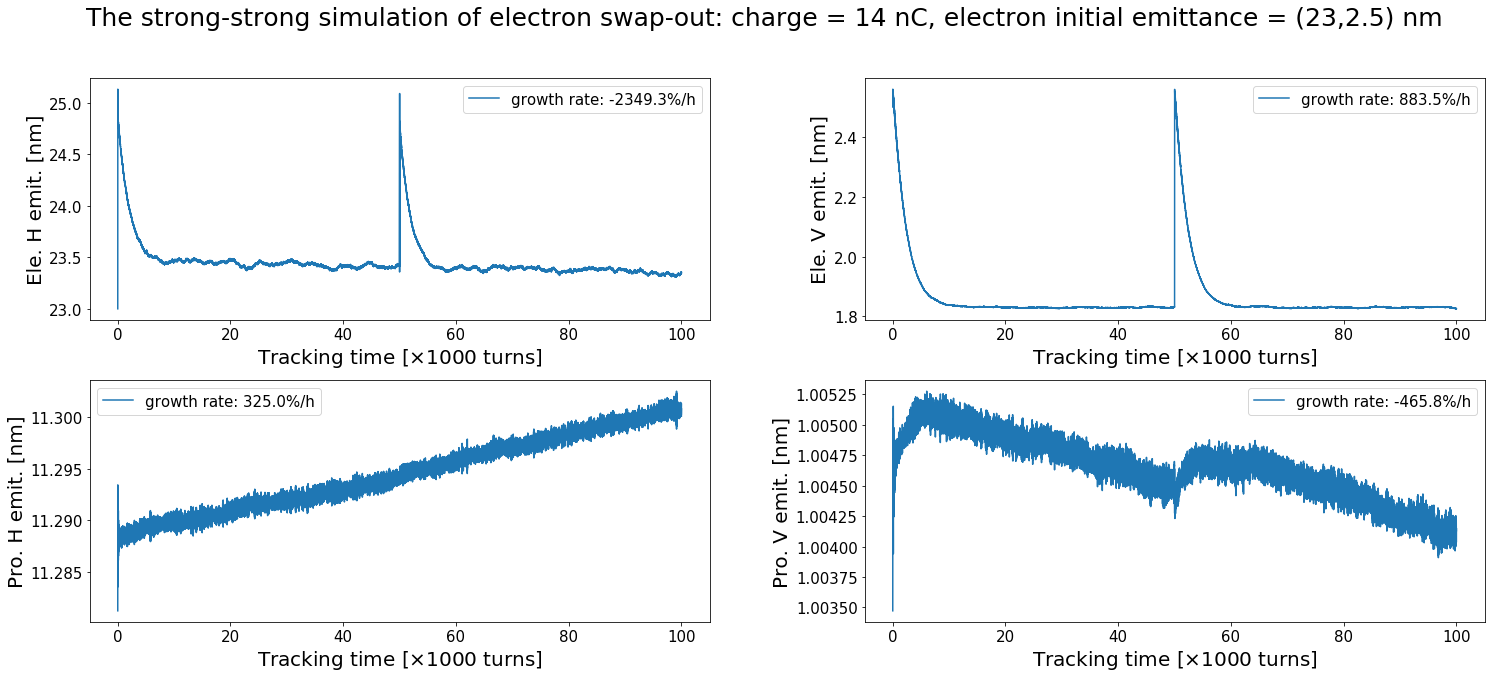 The strong-strong simulation of electron swap-out: charge = 14 nC, electron initial emittance = (23,2.5) nm
growth rate: -2349.3%/h
Ele. H emit. [nm]
25.0
24.5
24.0
23.5
23.0
0 20 40 60 80 100
Tracking time [×1000 turns]
growth rate: 883.5%/h
Ele. V emit. [nm]
2.4
2.2
2.0
1.8
0 20 40 60 80 100
Tracking time [×1000 turns]
growth rate: 325.0%/h
Pro. H emit. [nm]
11.300
11.295
11.290
11.285
0 20 40 60 80 100
Tracking time [×1000 turns]
growth rate: -465.8%/h
Pro. V emit. [nm]
1.00525
1.00500
1.00475
1.00450
1.00425
1.00400
1.00375
1.00350
0 20 40 60 80 100
Tracking time [×1000 turns]